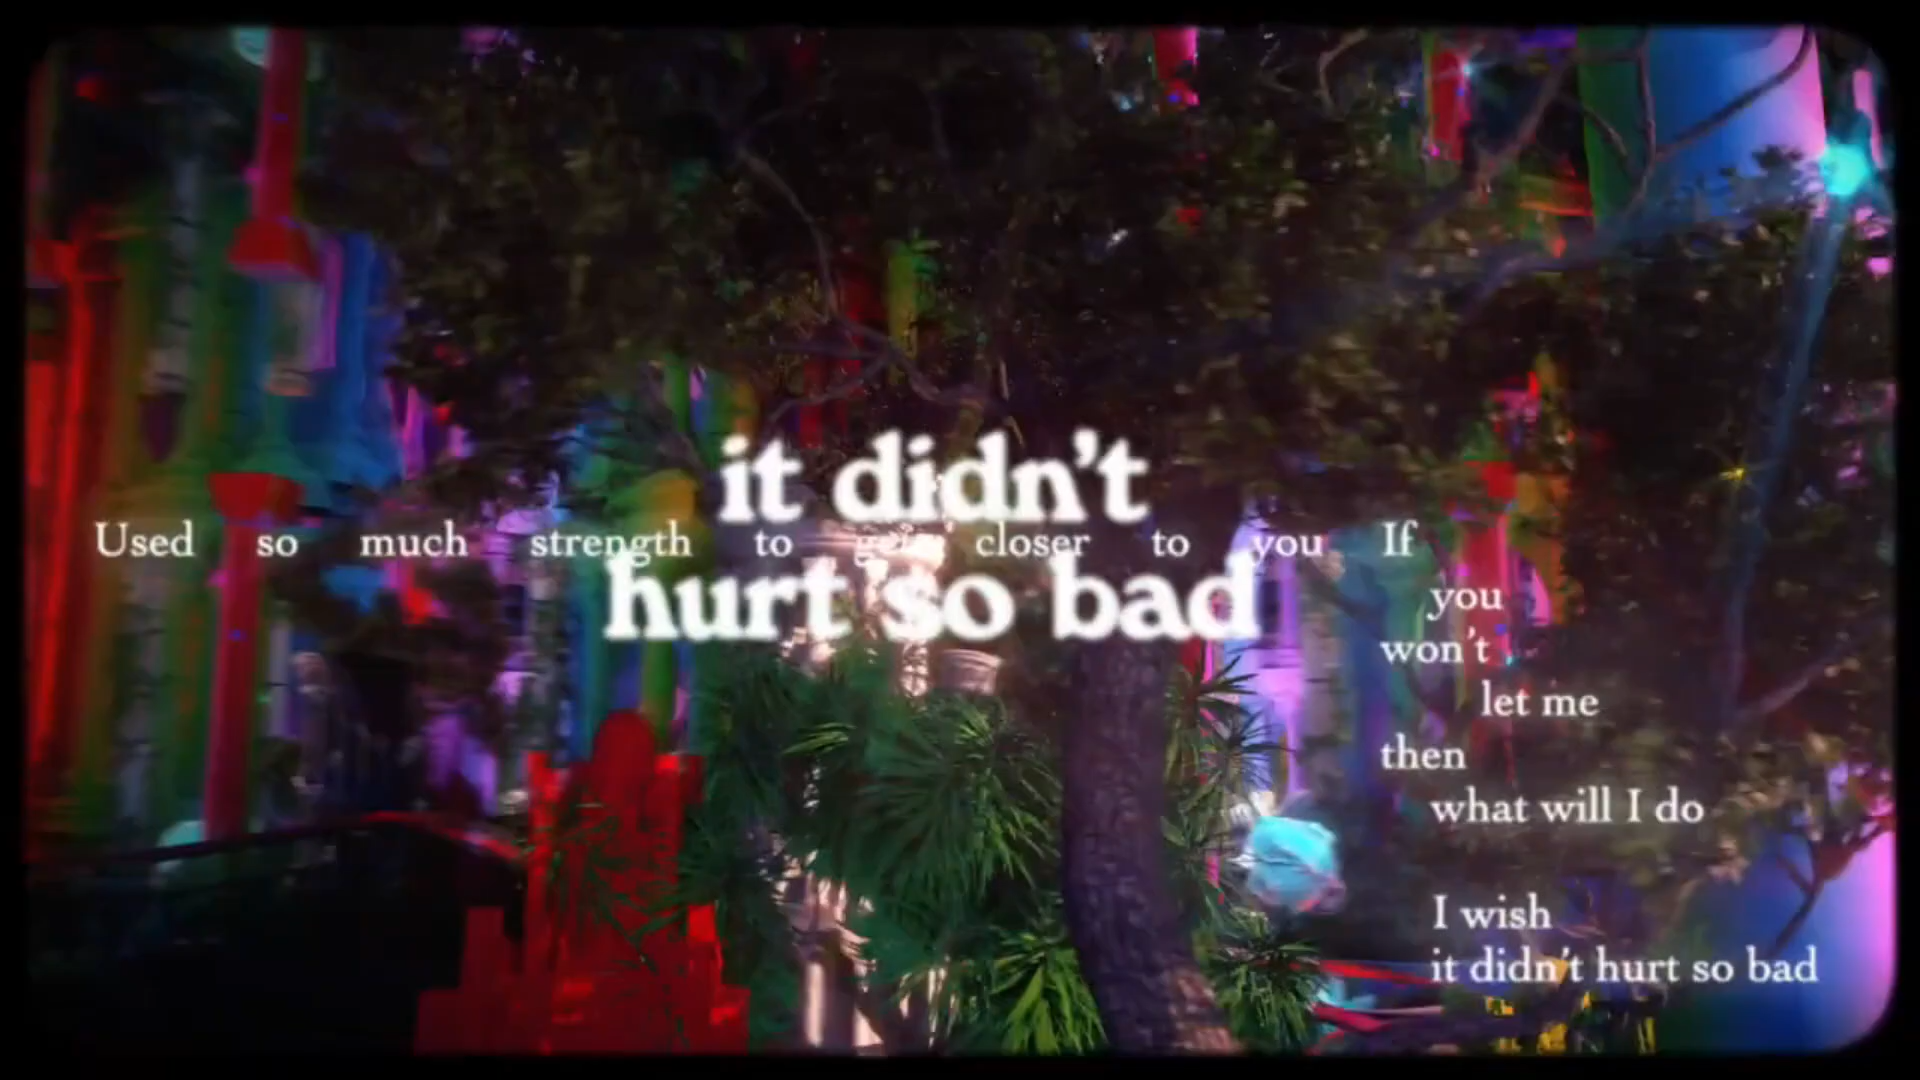 it didn't
hurt so bad
Used so much strength to closer to you If
you
won't
let me
then
what will I do
I wish
it didn't hurt so bad